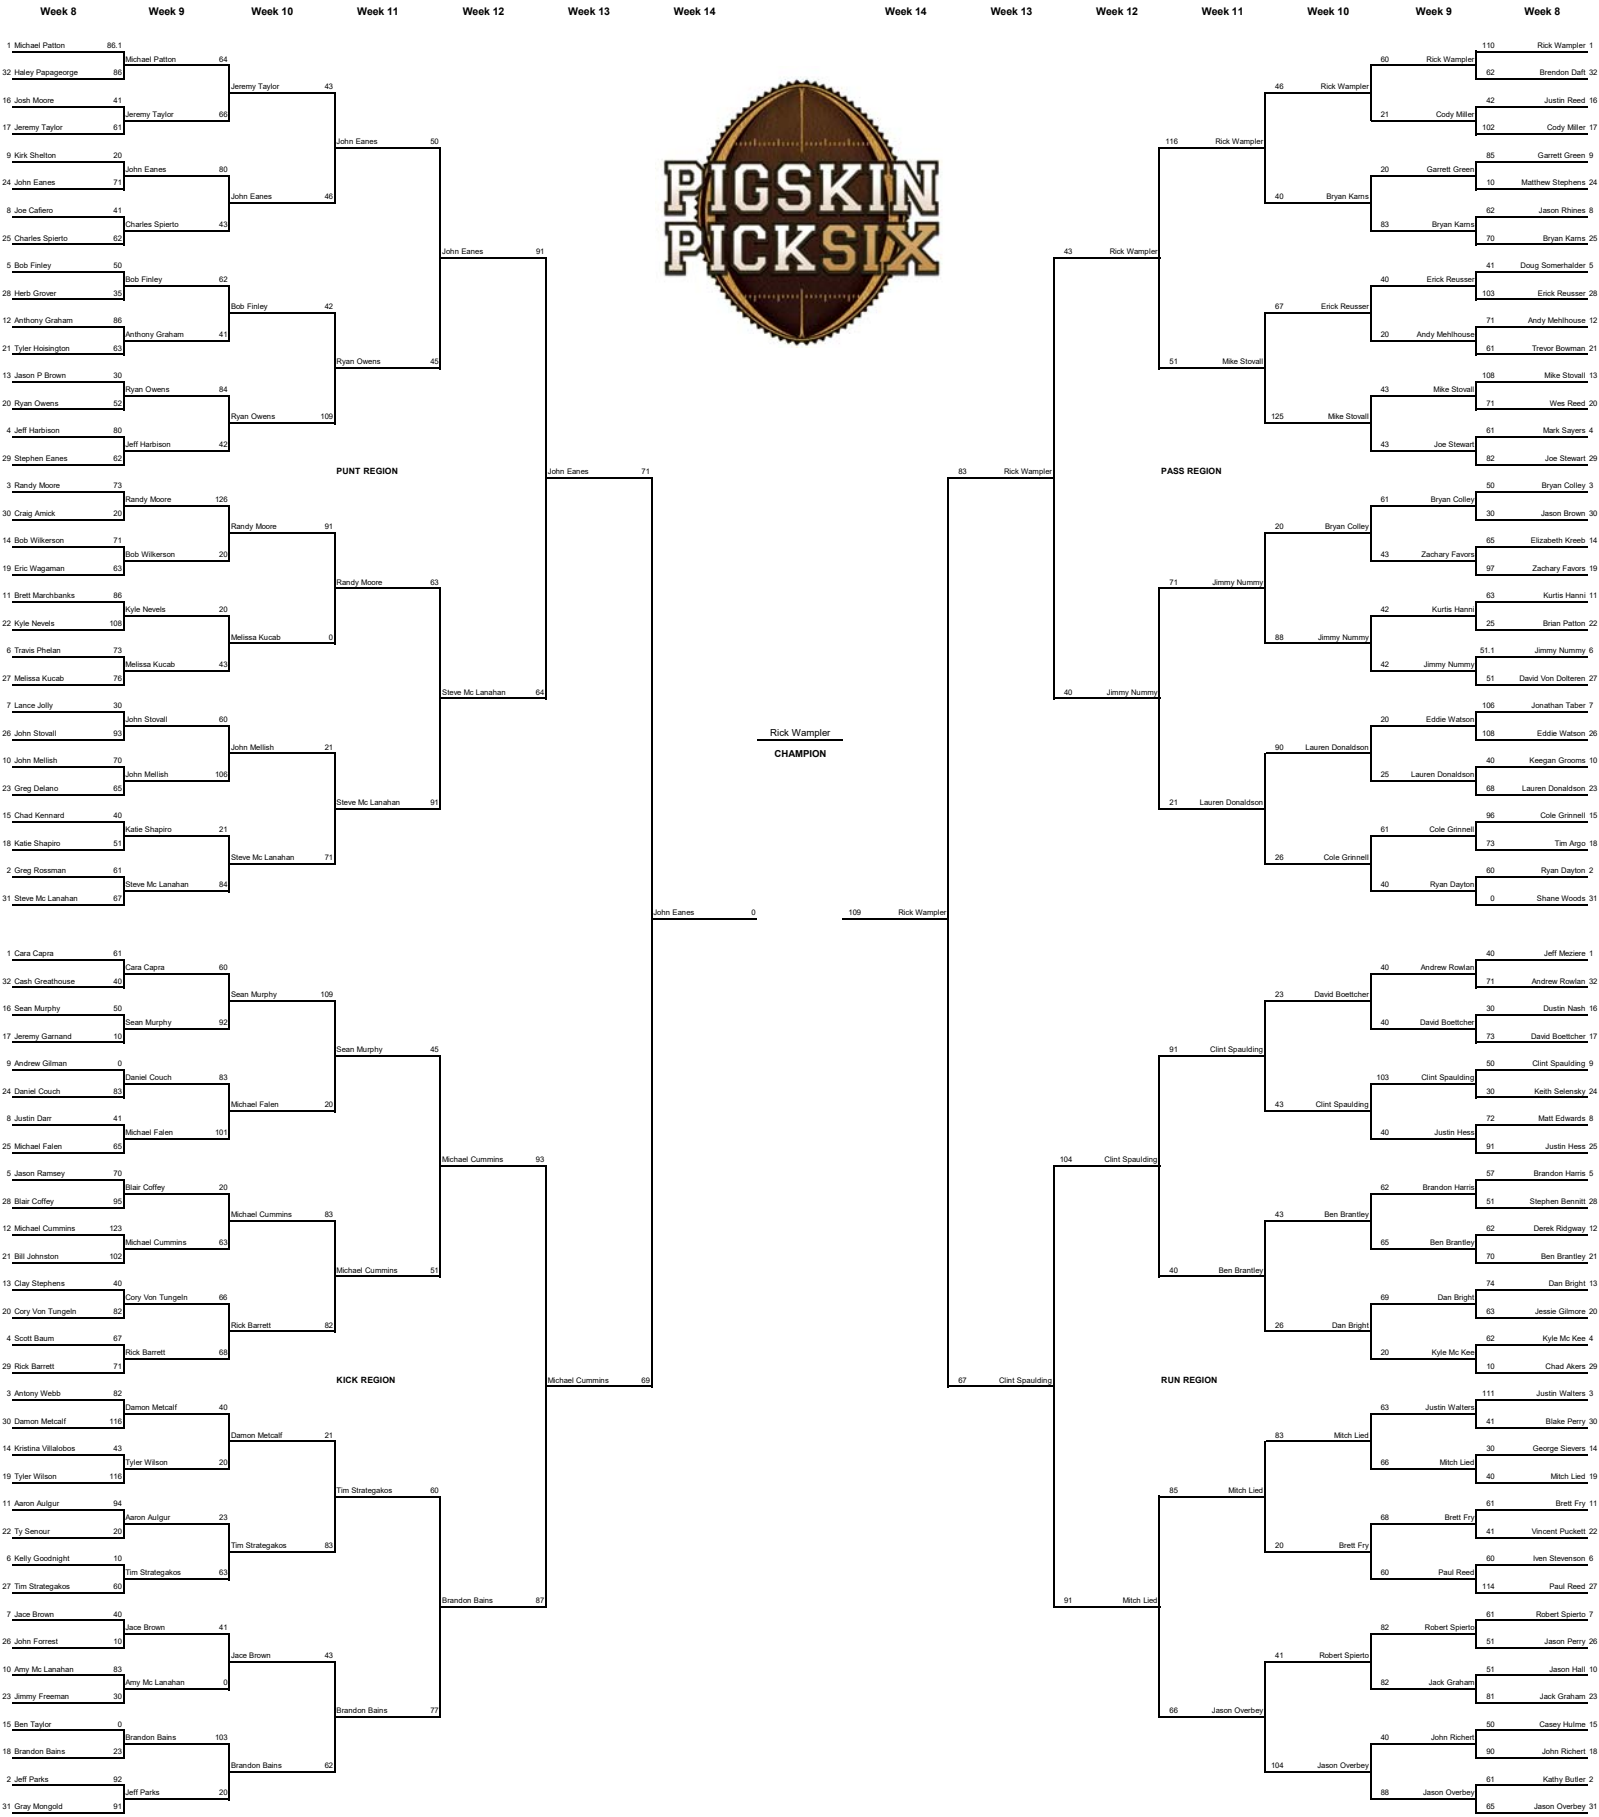 Week 8 Week 9 Week 10 Week 11 Week 12 Week 13 Week 14 Week 14 Week 13 Week 12 Week 11 Week 10 Week 9 Week 8
1 Michael Patton 86.1
Michael Patton 64
32 Haley Papageorge 86
Jeremy Taylor 43
16 Josh Moore 41
Jeremy Taylor 66
17 Jeremy Taylor 61
John Eanes 50
9 Kirk Shelton 20
John Eanes 80
24 John Eanes 71
John Eanes 46
8 Joe Cafiero 41
Charles Spierto 43
25 Charles Spierto 62
John Eanes 91
5 Bob Finley 50
Bob Finley 62
28 Herb Grover 35
Bob Finley 42
12 Anthony Graham 86
Anthony Graham 41
21 Tyler Hoisington 63
Ryan Owens 45
13 Jason P Brown 30
Ryan Owens 84
20 Ryan Owens 52
Ryan Owens 109
4 Jeff Harbison 80
Jeff Harbison 42
29 Stephen Eanes 62
PUNT REGION
John Eanes 71
3 Randy Moore 73
Randy Moore 126
30 Craig Amick 20
Randy Moore 91
14 Bob Wilkerson 71
Bob Wilkerson 20
19 Eric Wagaman 63
Randy Moore 63
11 Brett Marchbanks 86
Kyle Nevels 20
22 Kyle Nevels 108
Melissa Kucab 0
6 Travis Phelan 73
Melissa Kucab 43
27 Melissa Kucab 76
Steve Mc Lanahan 64
7 Lance Jolly 30
John Stovall 60
26 John Stovall 93
John Mellish 21
10 John Mellish 70
John Mellish 106
23 Greg Delano 65
Steve Mc Lanahan 91
15 Chad Kennard 40
Katie Shapiro 21
18 Katie Shapiro 51
Steve Mc Lanahan 71
2 Greg Rossman 61
Steve Mc Lanahan 84
31 Steve Mc Lanahan 67
John Eanes 0
1 Cara Capra 61
Cara Capra 60
32 Cash Greathouse 40
Sean Murphy 109
16 Sean Murphy 50
Sean Murphy 92
17 Jeremy Garnand 10
Sean Murphy 45
9 Andrew Gilman 0
Daniel Couch 83
24 Daniel Couch 83
Michael Falen 20
8 Justin Darr 41
Michael Falen 101
25 Michael Falen 65
Michael Cummins 93
5 Jason Ramsey 70
Blair Coffey 20
28 Blair Coffey 95
Michael Cummins 83
12 Michael Cummins 123
Michael Cummins 63
21 Bill Johnston 102
Michael Cummins 51
13 Clay Stephens 40
Cory Von Tungeln 66
20 Cory Von Tungeln 82
Rick Barrett 82
4 Scott Baum 67
Rick Barrett 68
29 Rick Barrett 71
KICK REGION
Michael Cummins 69
3 Antony Webb 82
Damon Metcalf 40
30 Damon Metcalf 116
Damon Metcalf 21
14 Kristina Villalobos 43
Tyler Wilson 20
19 Tyler Wilson 116
Tim Strategakos 60
11 Aaron Aulgur 94
Aaron Aulgur 23
22 Ty Senour 20
Tim Strategakos 83
6 Kelly Goodnight 10
Tim Strategakos 63
27 Tim Strategakos 60
Brandon Bains 87
7 Jace Brown 40
Jace Brown 41
26 John Forrest 10
Jace Brown 43
10 Amy Mc Lanahan 83
Amy Mc Lanahan 0
23 Jimmy Freeman 30
Brandon Bains 77
15 Ben Taylor 0
Brandon Bains 103
18 Brandon Bains 23
Brandon Bains 62
2 Jeff Parks 92
Jeff Parks 20
31 Gray Mongold 91
PIGSKIN
PICKSIX
Rick Wampler
CHAMPION
110 Rick Wampler 1
60 Rick Wampler
62 Brendon Daft 32
46 Rick Wampler
42 Justin Reed 16
21 Cody Miller
102 Cody Miller 17
116 Rick Wampler
85 Garrett Green 9
20 Garrett Green
10 Matthew Stephens 24
40 Bryan Karns
62 Jason Rhines 8
83 Bryan Karns
70 Bryan Karns 25
43 Rick Wampler
41 Doug Somerhalder 5
40 Erick Reusser
103 Erick Reusser 28
67 Erick Reusser
71 Andy Mehlhouse 12
20 Andy Mehlhouse
61 Trevor Bowman 21
51 Mike Stovall
108 Mike Stovall 13
43 Mike Stovall
71 Wes Reed 20
125 Mike Stovall
61 Mark Sayers 4
43 Joe Stewart
82 Joe Stewart 29
PASS REGION
83 Rick Wampler
50 Bryan Colley 3
61 Bryan Colley
30 Jason Brown 30
20 Bryan Colley
65 Elizabeth Kreeb 14
43 Zachary Favors
97 Zachary Favors 19
71 Jimmy Nummy
63 Kurtis Hanni 11
42 Kurtis Hanni
25 Brian Patton 22
88 Jimmy Nummy
51.1 Jimmy Nummy 6
42 Jimmy Nummy
51 David Von Dolteren 27
40 Jimmy Nummy
106 Jonathan Taber 7
20 Eddie Watson
108 Eddie Watson 26
90 Lauren Donaldson
40 Keegan Grooms 10
25 Lauren Donaldson
68 Lauren Donaldson 23
21 Lauren Donaldson
96 Cole Grinnell 15
61 Cole Grinnell
73 Tim Argo 18
26 Cole Grinnell
60 Ryan Dayton 2
40 Ryan Dayton
0 Shane Woods 31
109 Rick Wampler
40 Jeff Meziere 1
40 Andrew Rowlan
71 Andrew Rowlan 32
23 David Boettcher
30 Dustin Nash 16
40 David Boettcher
73 David Boettcher 17
91 Clint Spaulding
50 Clint Spaulding 9
103 Clint Spaulding
30 Keith Selensky 24
43 Clint Spaulding
72 Matt Edwards 8
40 Justin Hess
91 Justin Hess 25
104 Clint Spaulding
57 Brandon Harris 5
62 Brandon Harris
51 Stephen Bennitt 28
43 Ben Brantley
62 Derek Ridgway 12
65 Ben Brantley
70 Ben Brantley 21
40 Ben Brantley
74 Dan Bright 13
69 Dan Bright
63 Jessie Gilmore 20
26 Dan Bright
62 Kyle Mc Kee 4
20 Kyle Mc Kee
10 Chad Akers 29
RUN REGION
67 Clint Spaulding
111 Justin Walters 3
63 Justin Walters
41 Blake Perry 30
83 Mitch Lied
30 George Sievers 14
66 Mitch Lied
40 Mitch Lied 19
85 Mitch Lied
61 Brett Fry 11
68 Brett Fry
41 Vincent Puckett 22
20 Brett Fry
60 Iven Stevenson 6
60 Paul Reed
114 Paul Reed 27
91 Mitch Lied
61 Robert Spierto 7
82 Robert Spierto
51 Jason Perry 26
41 Robert Spierto
51 Jason Hall 10
82 Jack Graham
81 Jack Graham 23
66 Jason Overbey
50 Casey Hulme 15
40 John Richert
90 John Richert 18
104 Jason Overbey
61 Kathy Butler 2
88 Jason Overbey
65 Jason Overbey 31